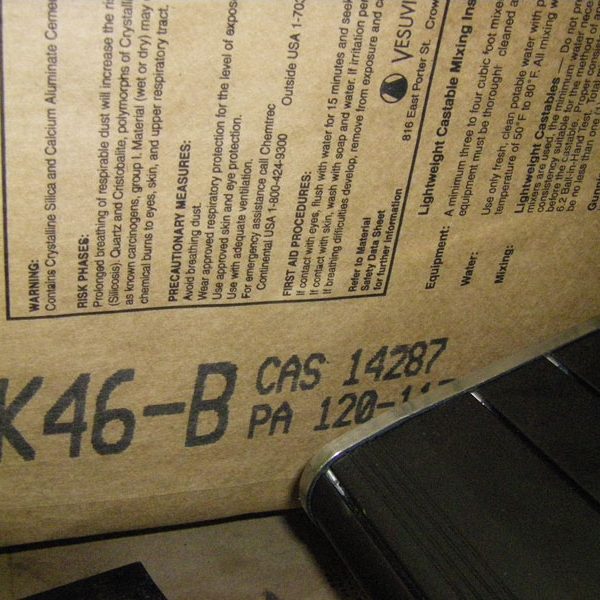 WARNING:
Contains Crystalline Silica and Calcium Aluminate Cement
RISK PHASES:
Prolonged breathing of respirable dust will increase the
(Silicosis). Quartz and Cristobalite, polymorphs of
as known carcinogens, group I. Material (wet or dry) may
chemical burns to eyes, skin, and upper respiratory tract.
PRECAUTIONARY MEASURES:
Avoid breathing dust.
Wear approved respiratory protection for the level of
Use approved skin and eye protection.
Use with adequate ventilation.
For emergency assistance call Chemtrec
Continental USA 1-800-424-9300 Outside USA 1-703
FIRST AID PROCEDURES:
If contact with eyes, flush with water for 15 minutes and
If contact with skin, wash with soap and water. If irritation
If breathing difficulties develop, remove from exposure and
Refer to Material
Safety Data Sheet
for further information
VESUVI
816 East Porter St. Crow
Lightweight Castable Mixing Ins
Equipment: A minimum three to four cubic foot
equipment must be thoroughl cleaned
Water: Use only fresh, clean potable water with
temperature of 50°F to 80°F. All mixing
Mixing: Lightweight Castables — Do not
K46-B
CAS 14287
PA 120-